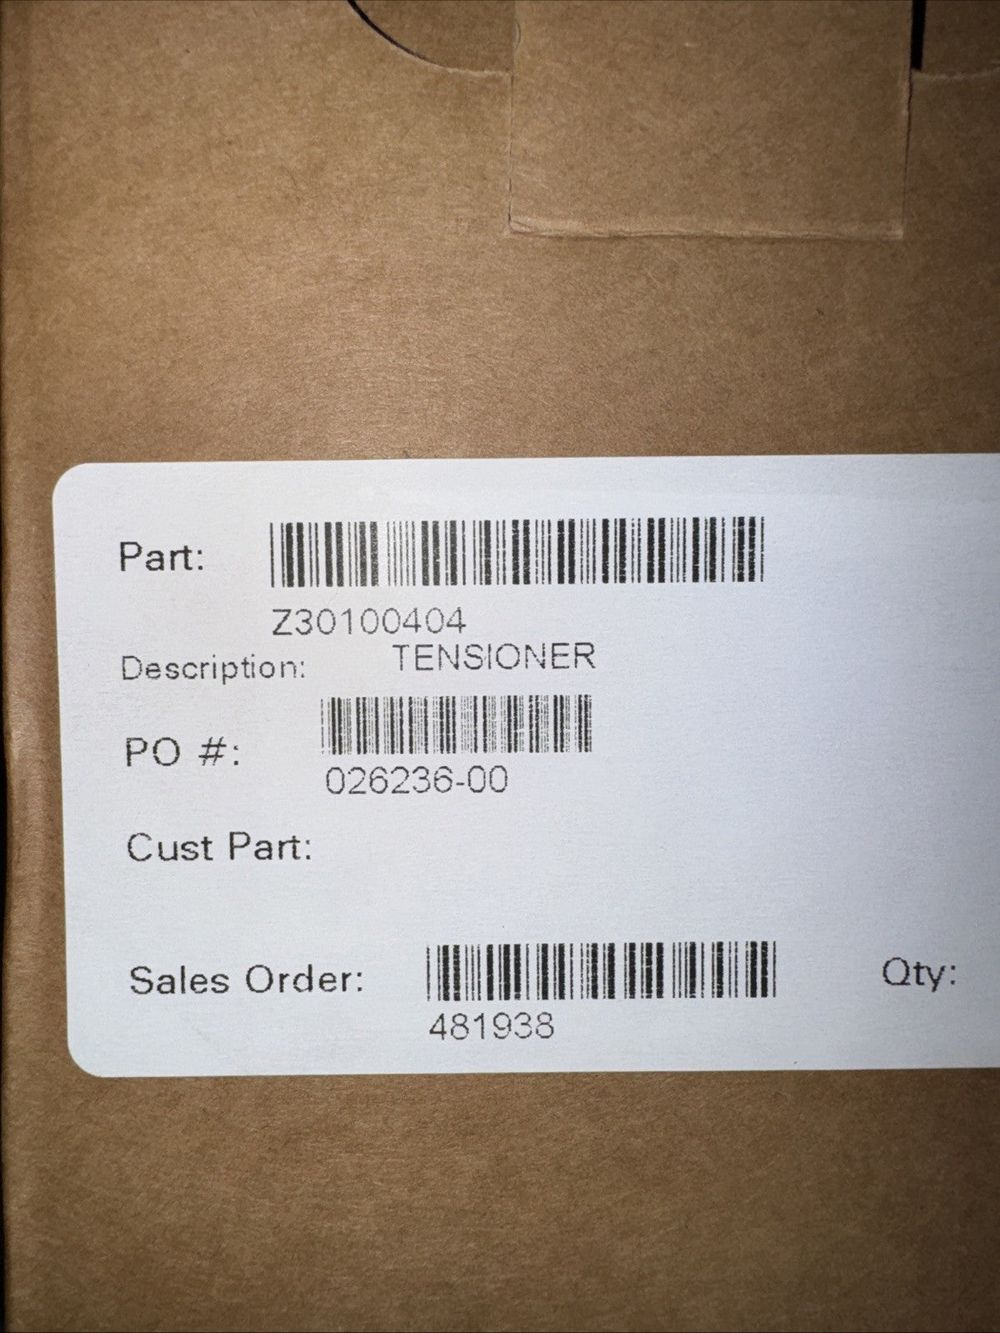 Part:
Z30100404
Description: TENSIONER
PO #:
026236-00
Cust Part:
Sales Order:
481938
Qty: